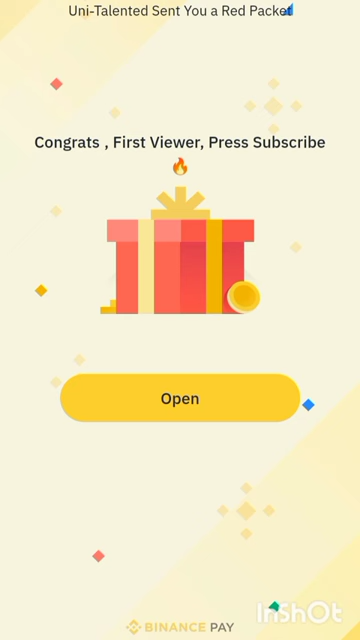 Uni-Talented Sent You a Red Packet
Congrats , First Viewer, Press Subscribe
🔥
Open
BINANCE PAY
InShOt